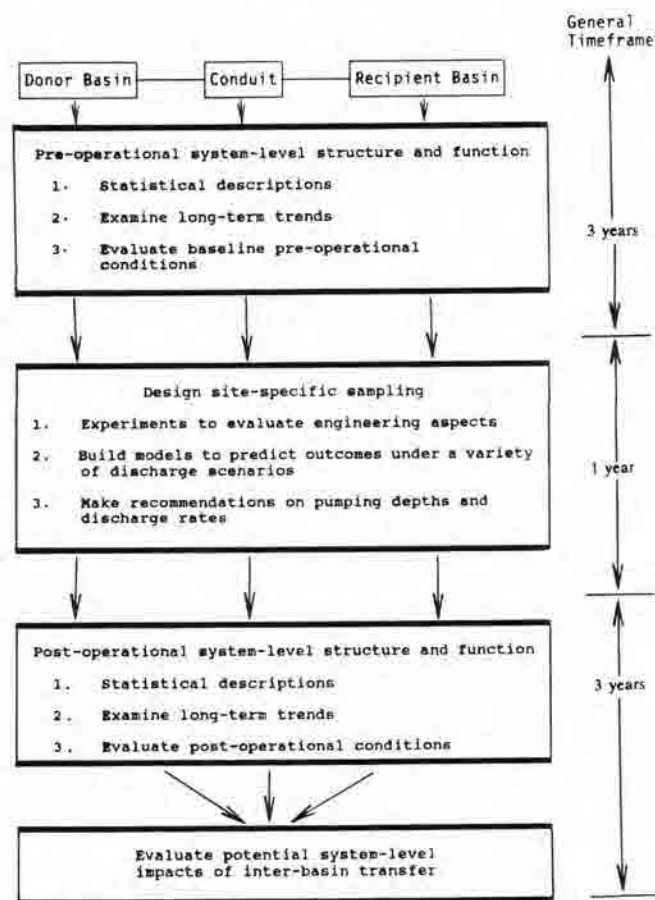 General
Timeframe
Donor Basin
Conduit
Recipient Basin
Pre-operational system-level structure and function
1. Statistical descriptions
2. Examine long-term trends
3. Evaluate baseline pre-operational
conditions
3 years
Design site-specific sampling
1. Experiments to evaluate engineering aspects
2. Build models to predict outcomes under a variety
of discharge scenarios
3. Make recommendations on pumping depths and
discharge rates
1 year
Post-operational system-level structure and function
1. Statistical descriptions
2. Examine long-term trends
3. Evaluate post-operational conditions
3 years
Evaluate potential system-level
impacts of inter-basin transfer